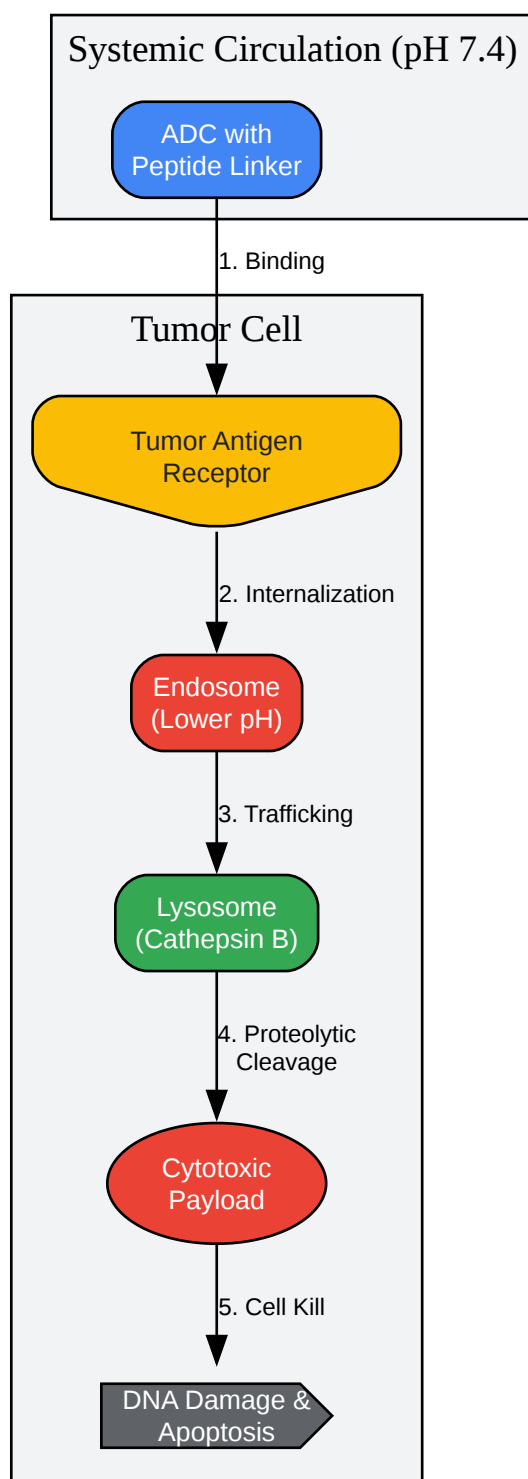 Systemic Circulation (pH 7.4)
ADC with
Peptide Linker
1. Binding
Tumor Cell
Tumor Antigen
Receptor
2. Internalization
Endosome
(Lower pH)
3. Trafficking
Lysosome
(Cathepsin B)
4. Proteolytic
Cleavage
Cytotoxic
Payload
5. Cell Kill
DNA Damage &
Apoptosis